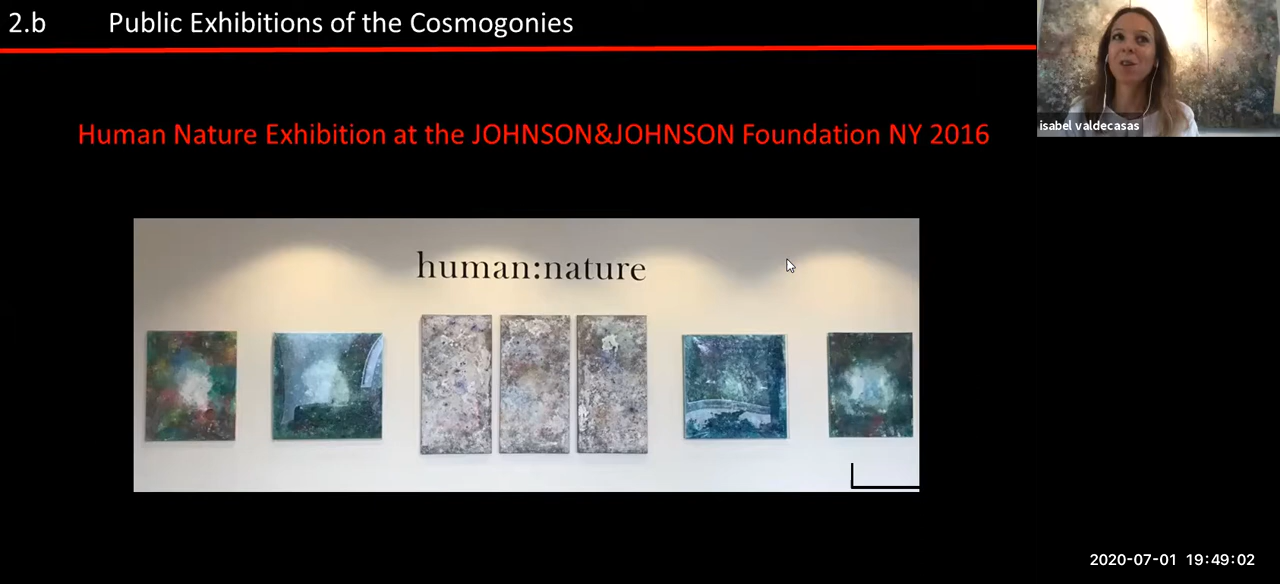 2.b Public Exhibitions of the Cosmogonies
isabel valdecasas
Human Nature Exhibition at the JOHNSON&JOHNSON Foundation NY 2016
human:nature
2020-07-01 19:49:02